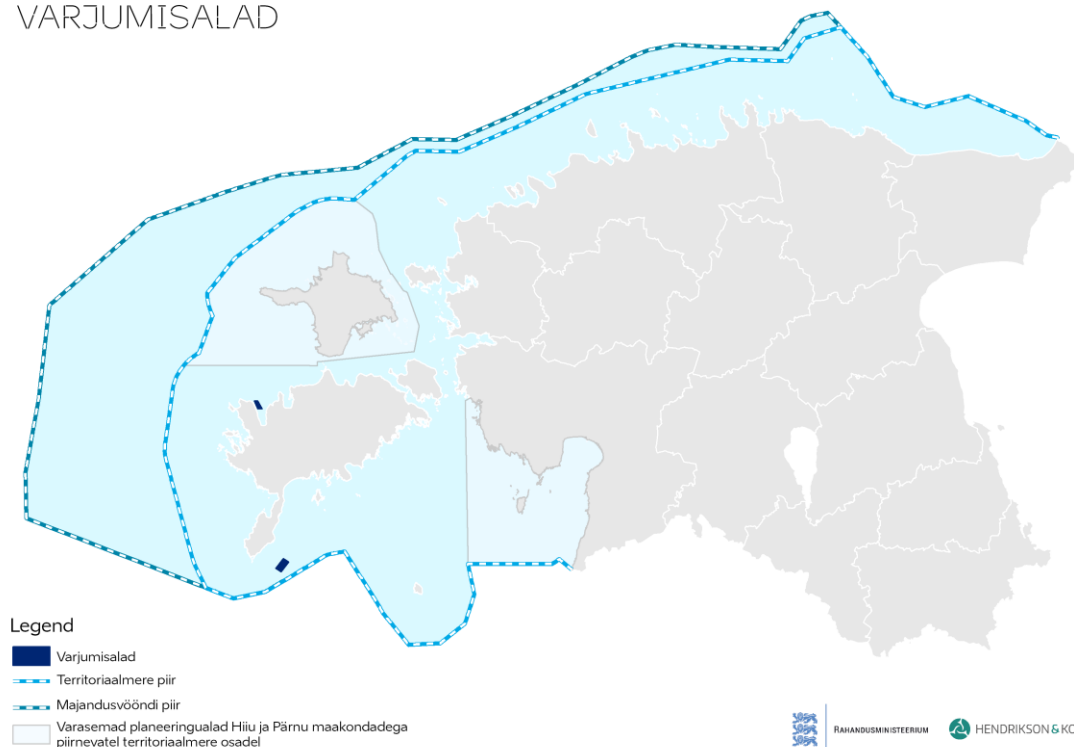 VARJUMISALAD
Legend
Varjumisalad
Territoriaalmere piir
Majandusvööndi piir
Varasemad planeeringualad Hiiu ja Pärnu maakondadega
piirnevatel territoriaalmere osadel
RAHANDUSMINISTEERIUM
HENDRIKSON & KO